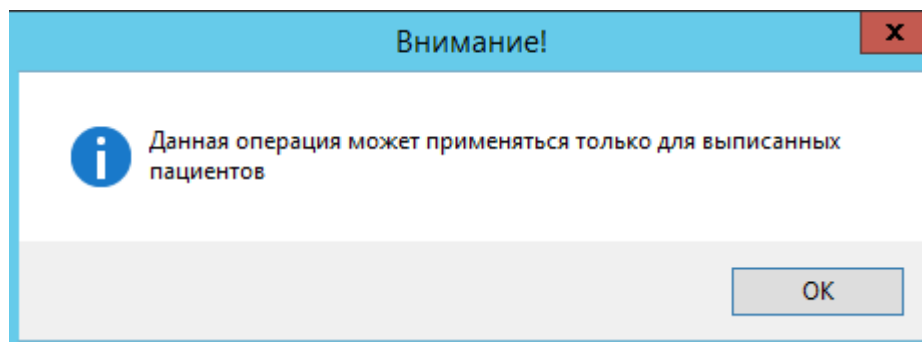 Внимание!
x
Данная операция может применяться только для выписанных
пациентов
OK